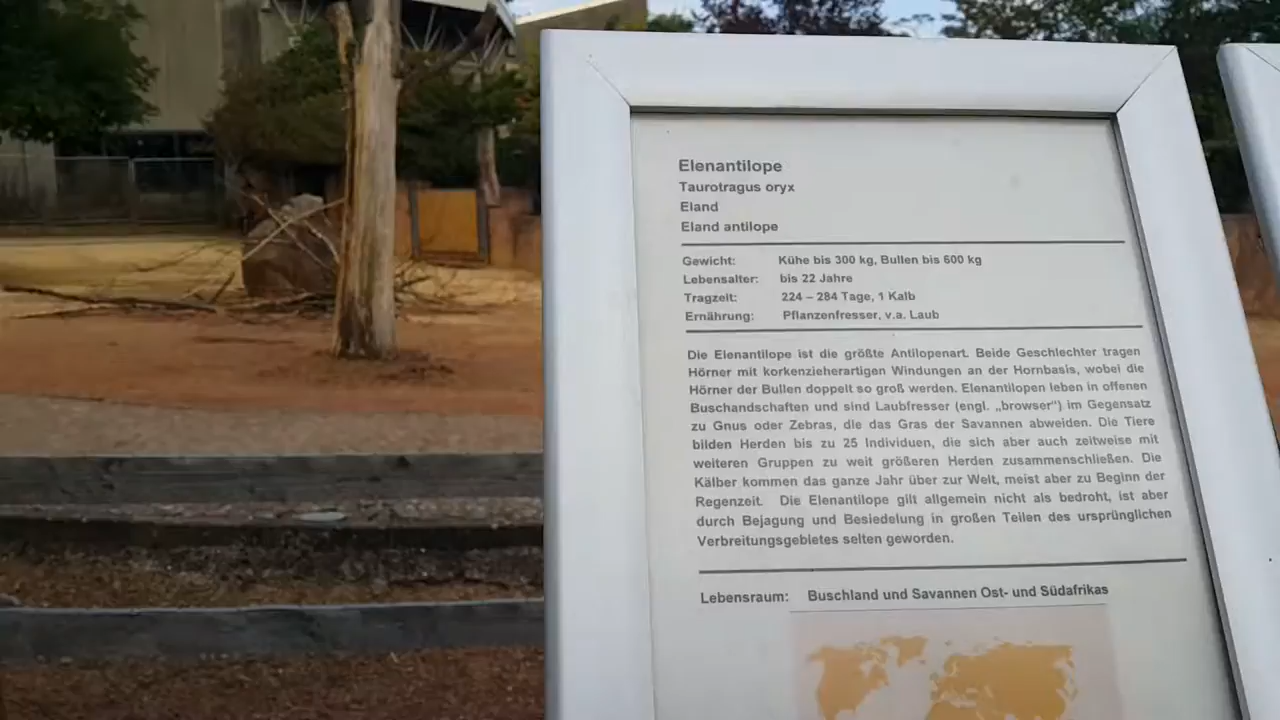 Elenantilope
Taurotragus oryx
Eland
Eland antilope
Gewicht: Kühe bis 300 kg, Bullen bis 600 kg
Lebensalter: bis 22 Jahre
Tragzeit: 224 – 284 Tage, 1 Kalb
Ernährung: Pflanzenfresser, v.a. Laub
Die Elenantilope ist die größte Antilopenart. Beide Geschlechter tragen
Hörner mit korkenzieherartigen Windungen an der Hornbasis, wobei die
Hörner der Bullen doppelt so groß werden. Elenantilopen leben in offenen
Buschandschaften und sind Laubfresser (engl. „browser“) im Gegensatz
zu Gnus oder Zebras, die das Gras der Savannen abweiden. Die Tiere
bilden Herden bis zu 25 Individuen, die sich aber auch zeitweise mit
weiteren Gruppen zu weit größeren Herden zusammenschließen. Die
Kälber kommen das ganze Jahr über zur Welt, meist aber zu Beginn der
Regenzeit. Die Elenantilope gilt allgemein nicht als bedroht, ist aber
durch Bejagung und Besiedelung in großen Teilen des ursprünglichen
Verbreitungsgebietes selten geworden.
Lebensraum: Buschland und Savannen Ost- und Südafrikas